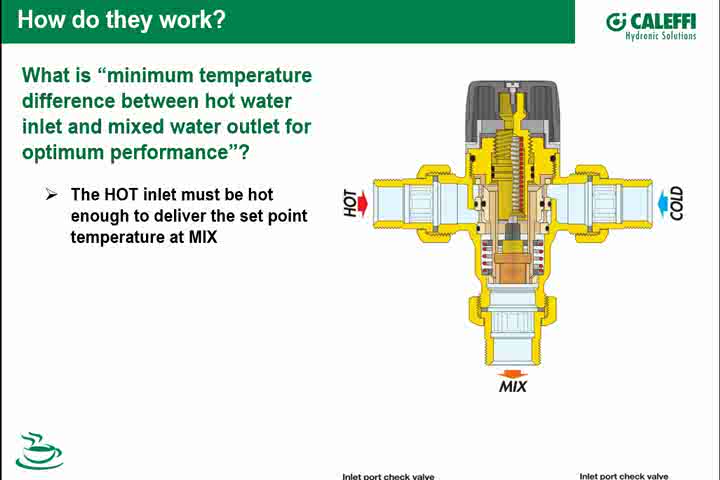 How do they work?
CALEFFI
Hydronic Solutions
What is “minimum temperature
difference between hot water
inlet and mixed water outlet for
optimum performance”?
➢ The HOT inlet must be hot
enough to deliver the set point
temperature at MIX
HOT
COLD
MIX
Inlet port check valve
Inlet port check valve